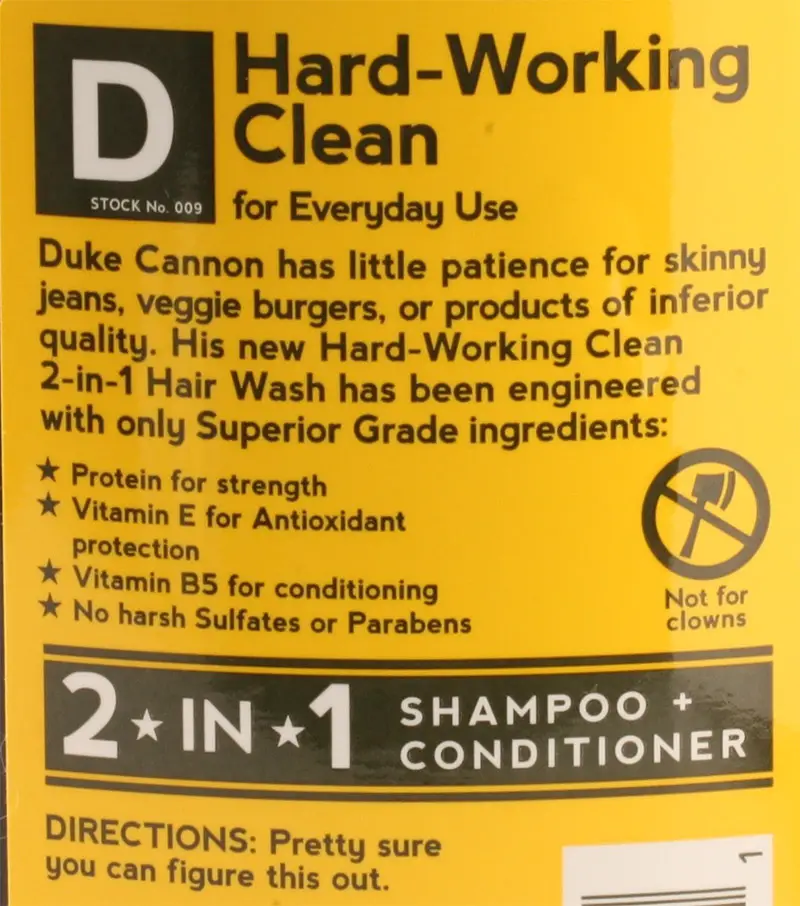 D
STOCK No. 009
Hard-Working
Clean
for Everyday Use
Duke Cannon has little patience for skinny
jeans, veggie burgers, or products of inferior
quality. His new Hard-Working Clean
2-in-1 Hair Wash has been engineered
with only Superior Grade ingredients:
★ Protein for strength
★ Vitamin E for Antioxidant
protection
★ Vitamin B5 for conditioning
★ No harsh Sulfates or Parabens
Not for
clowns
2★IN★1
SHAMPOO +
CONDITIONER
DIRECTIONS: Pretty sure
you can figure this out.
1